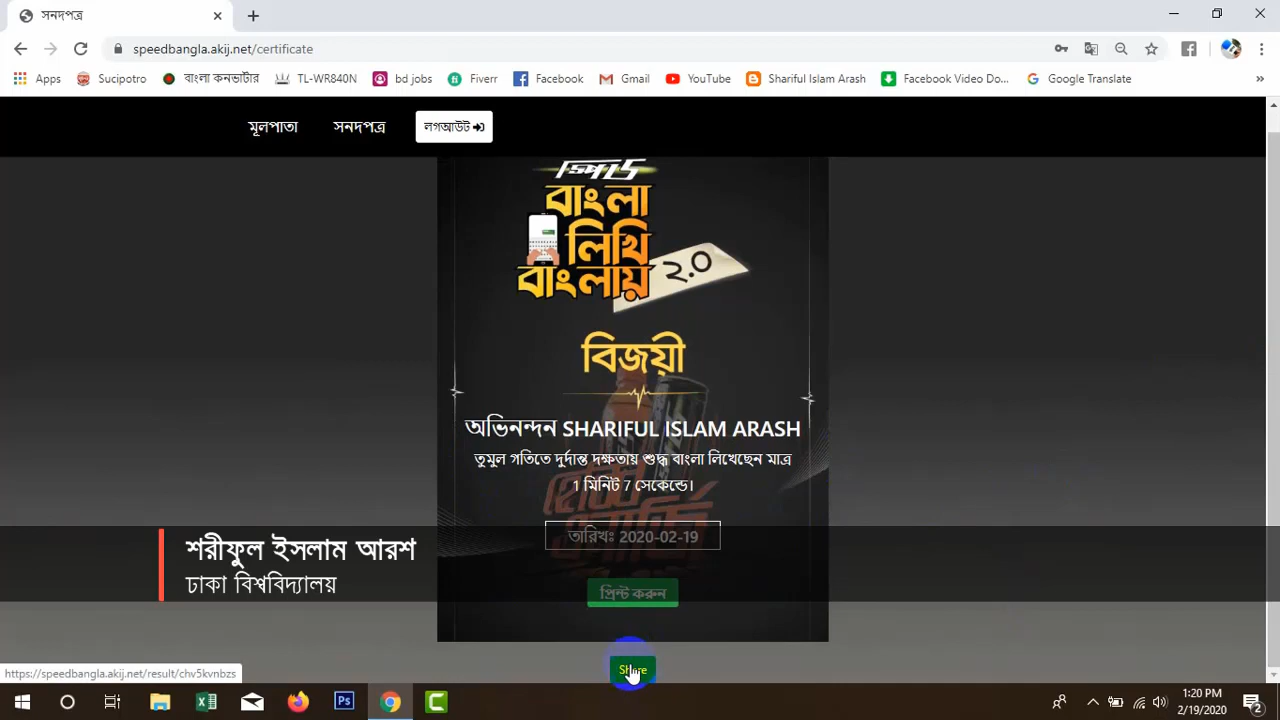 সনদপত্র
speedbangla.akij.net/certificate
Apps Sucipotro বাংলা কনভার্টার TL-WR840N bd jobs Fiverr Facebook Gmail YouTube Shariful Islam Arash Facebook Video Do... Google Translate
মূলপাতা সনদপত্র লগআউট
স্পিড
বাংলা
লিখি
বাংলায়
২.০
বিজয়ী
অভিনন্দন SHARIFUL ISLAM ARASH
তুমুল গতিতে দুর্দান্ত দক্ষতায় শুদ্ধ বাংলা লিখেছেন মাত্র
1 মিনিট 7 সেকেন্ডে।
তারিখঃ 2020-02-19
শরীফুল ইসলাম আরশ
ঢাকা বিশ্ববিদ্যালয়
প্রিন্ট করুন
Share
https://speedbangla.akij.net/result/chv5kvnbzs
1:20 PM
2/19/2020
2